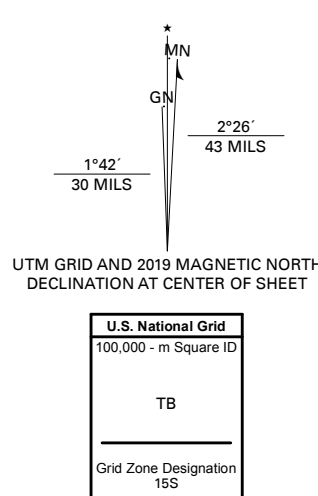 ★
MN
GN
2°26´
43 MILS
1°42´
30 MILS
UTM GRID AND 2019 MAGNETIC NORTH
DECLINATION AT CENTER OF SHEET
U.S. National Grid
100,000 - m Square ID
TB
Grid Zone Designation
15S